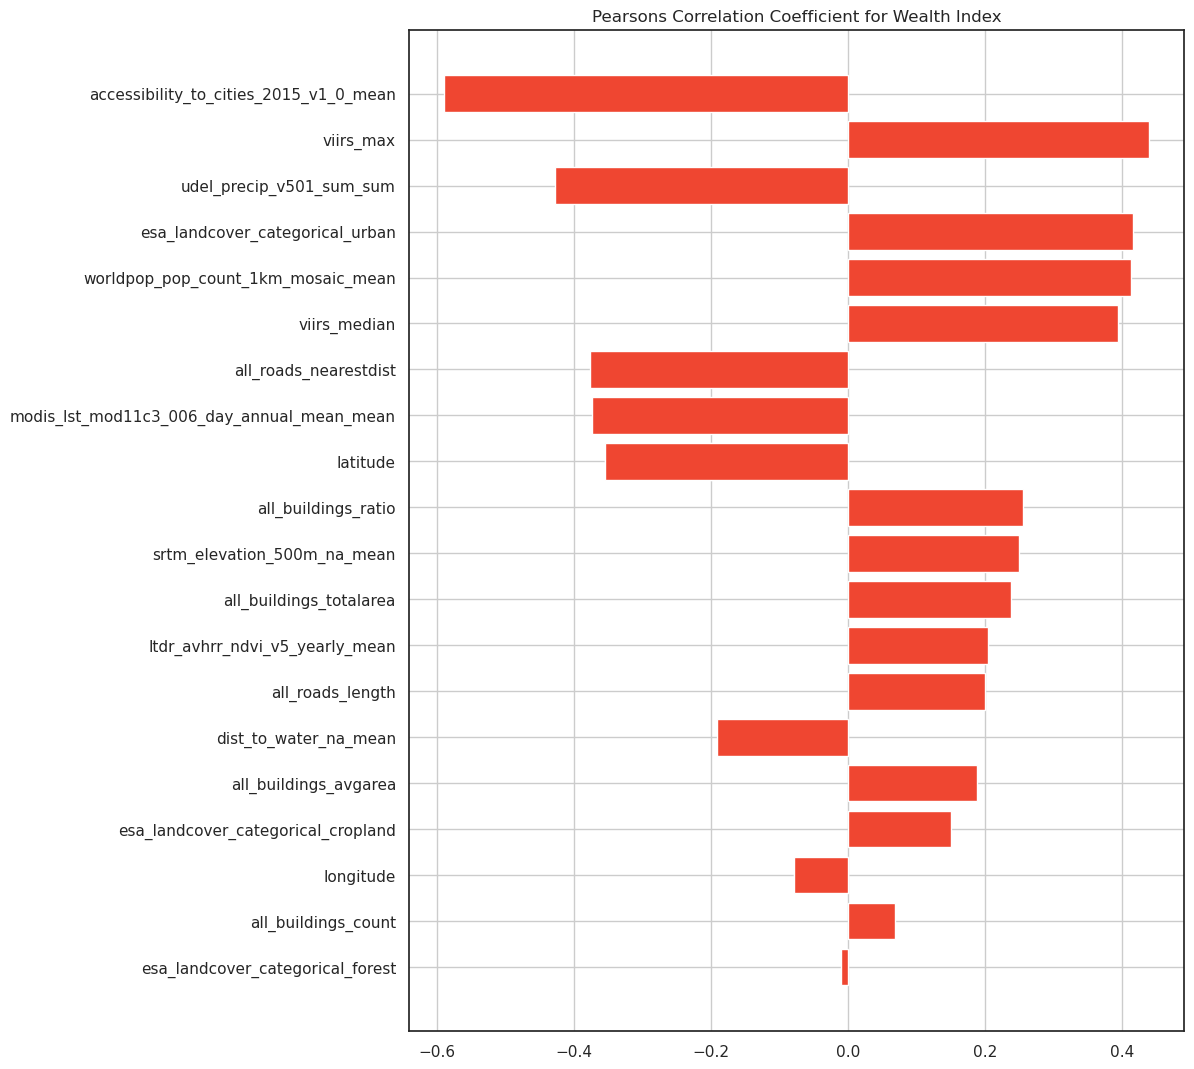 Pearsons Correlation Coefficient for Wealth Index
accessibility_to_cities_2015_v1_0_mean
viirs_max
udel_precip_v501_sum_sum
esa_landcover_categorical_urban
worldpop_pop_count_1km_mosaic_mean
viirs_median
all_roads_nearestdist
modis_lst_mod11c3_006_day_annual_mean_mean
latitude
all_buildings_ratio
srtm_elevation_500m_na_mean
all_buildings_totalarea
ltdr_avhrr_ndvi_v5_yearly_mean
all_roads_length
dist_to_water_na_mean
all_buildings_avgarea
esa_landcover_categorical_cropland
longitude
all_buildings_count
esa_landcover_categorical_forest
−0.6 −0.4 −0.2 0.0 0.2 0.4